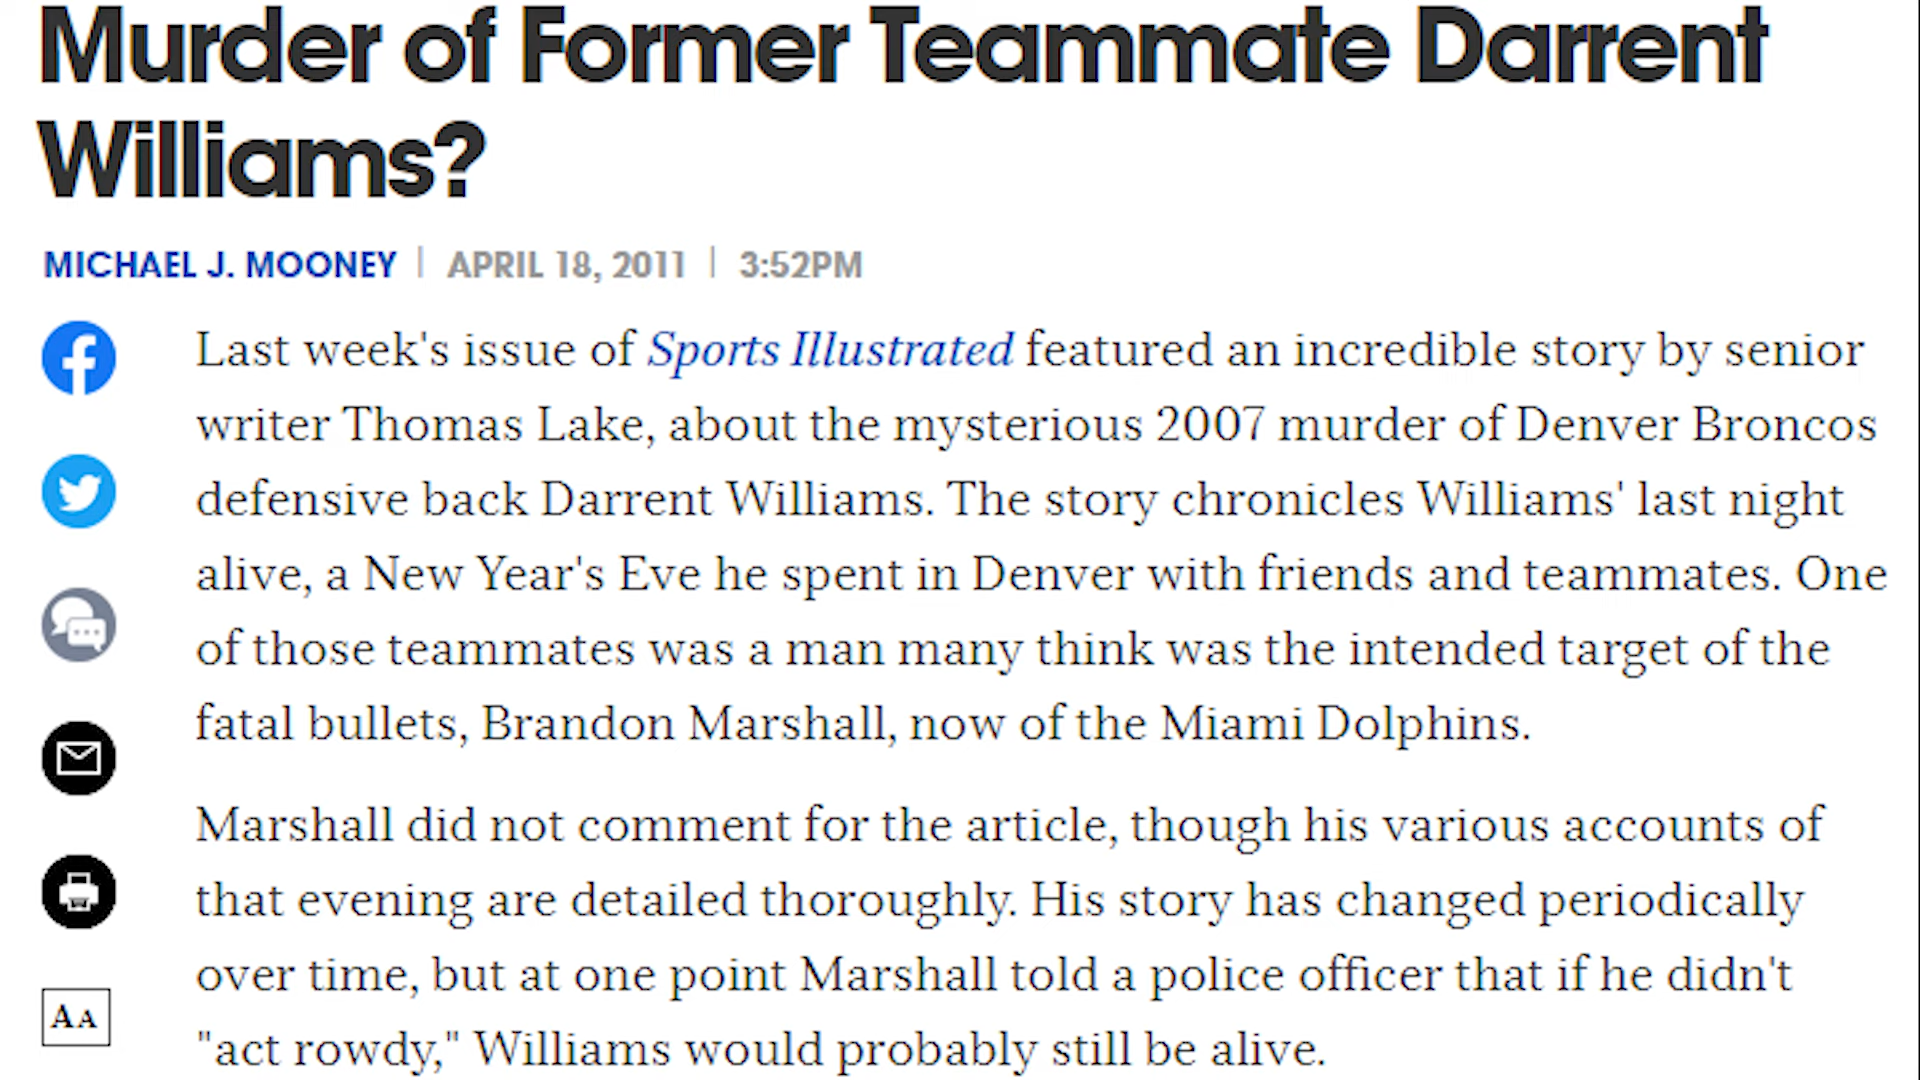 Murder of Former Teammate Darrent
Williams?
MICHAEL J. MOONEY | APRIL 18, 2011 | 3:52PM
Last week's issue of Sports Illustrated featured an incredible story by senior
writer Thomas Lake, about the mysterious 2007 murder of Denver Broncos
defensive back Darrent Williams. The story chronicles Williams' last night
alive, a New Year's Eve he spent in Denver with friends and teammates. One
of those teammates was a man many think was the intended target of the
fatal bullets, Brandon Marshall, now of the Miami Dolphins.
Marshall did not comment for the article, though his various accounts of
that evening are detailed thoroughly. His story has changed periodically
over time, but at one point Marshall told a police officer that if he didn't
"act rowdy," Williams would probably still be alive.
AA